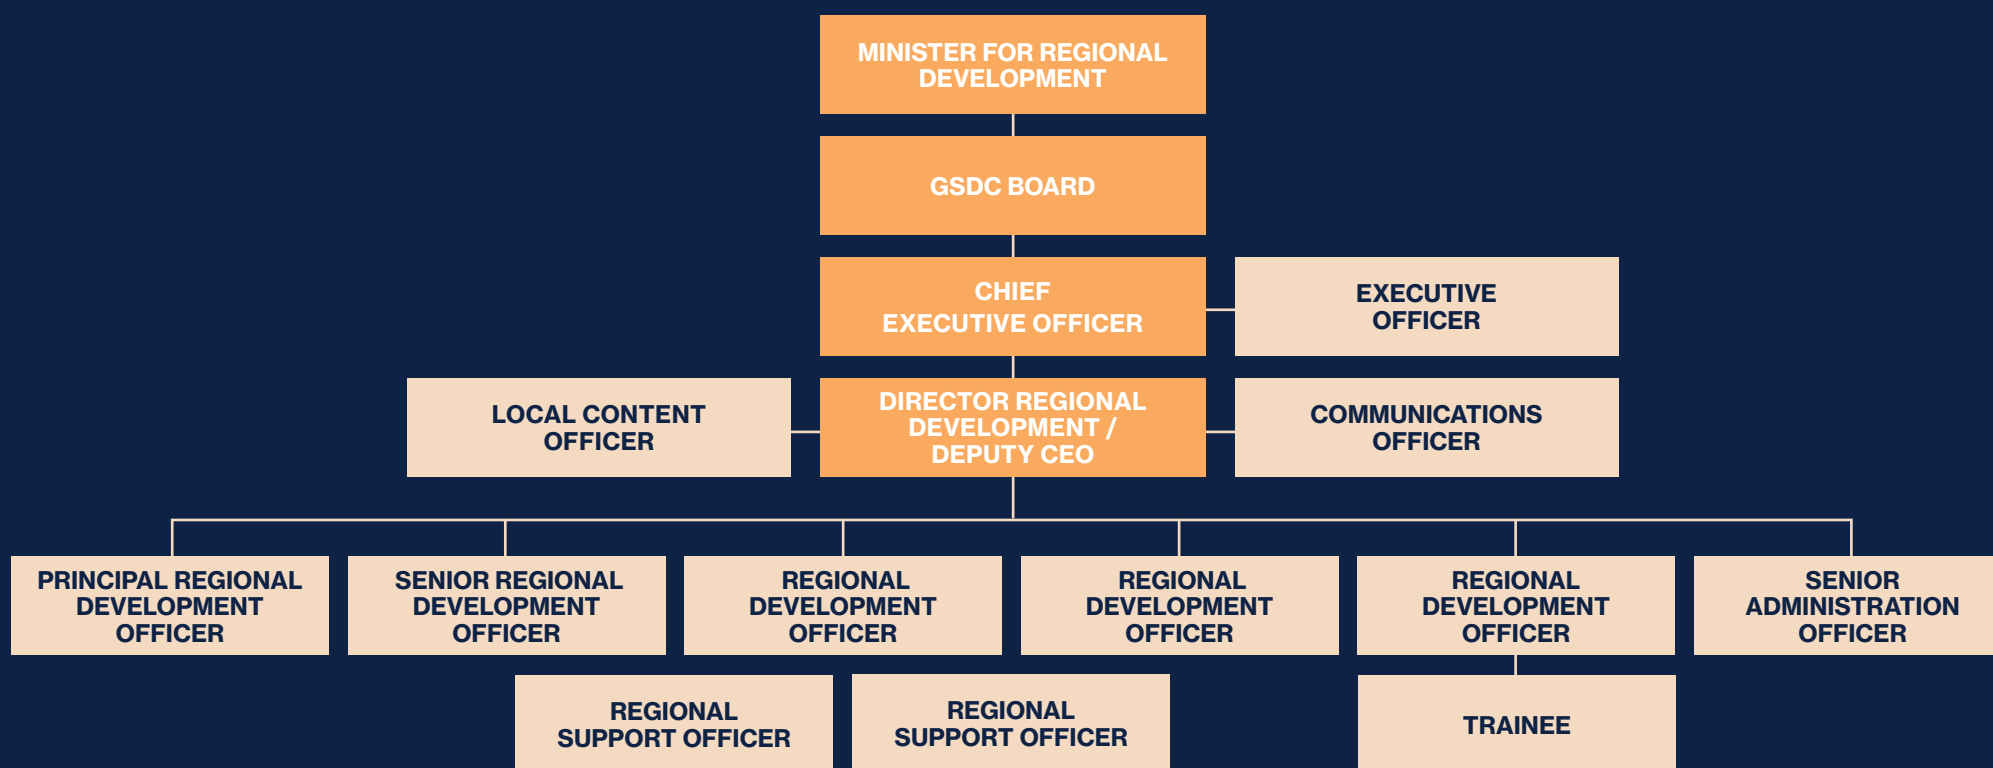 MINISTER FOR REGIONAL
DEVELOPMENT
GSDC BOARD
CHIEF
EXECUTIVE OFFICER
EXECUTIVE
OFFICER
LOCAL CONTENT
OFFICER
DIRECTOR REGIONAL
DEVELOPMENT /
DEPUTY CEO
COMMUNICATIONS
OFFICER
PRINCIPAL REGIONAL
DEVELOPMENT
OFFICER
SENIOR REGIONAL
DEVELOPMENT
OFFICER
REGIONAL
DEVELOPMENT
OFFICER
REGIONAL
DEVELOPMENT
OFFICER
REGIONAL
DEVELOPMENT
OFFICER
SENIOR
ADMINISTRATION
OFFICER
REGIONAL
SUPPORT OFFICER
REGIONAL
SUPPORT OFFICER
TRAINEE